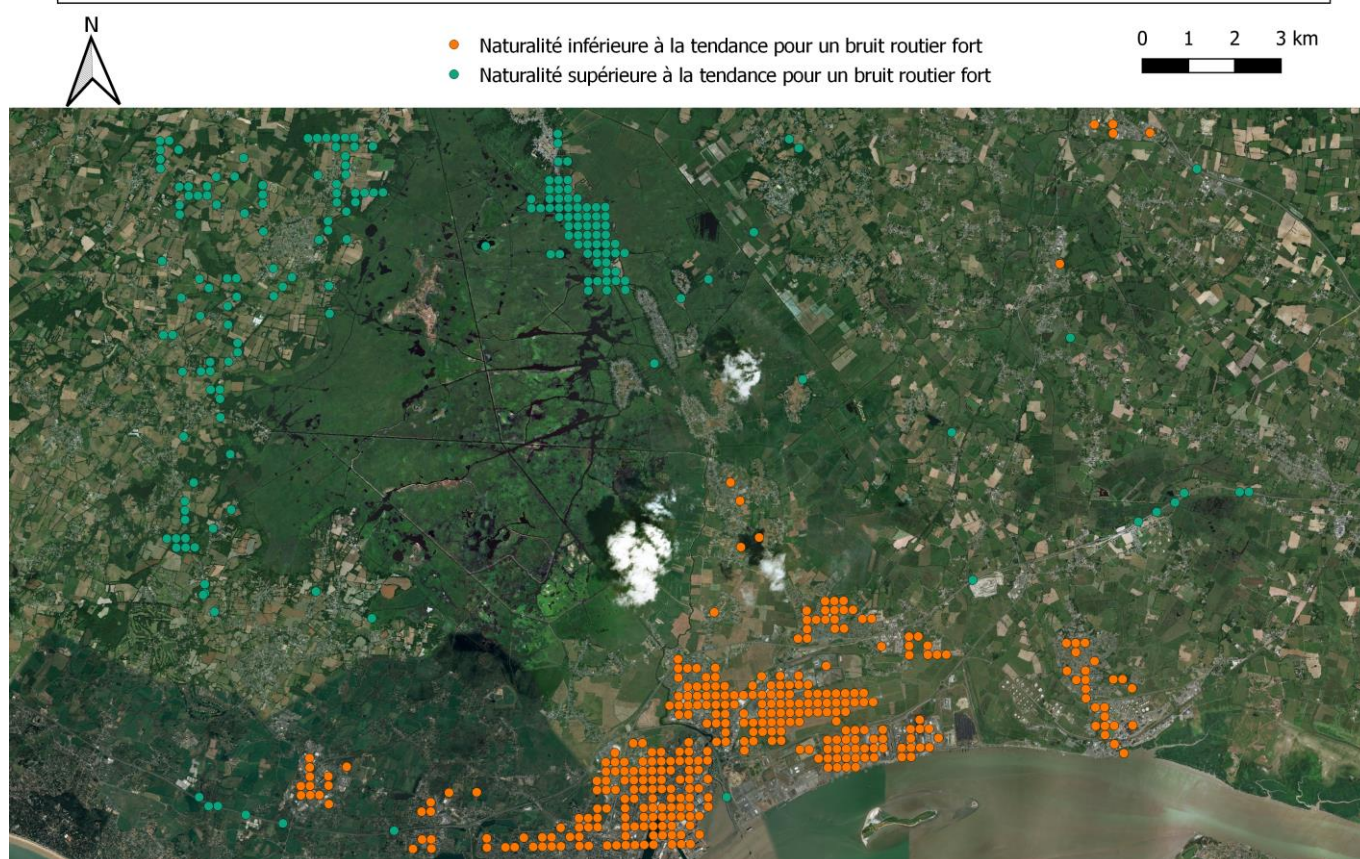 N
Naturalité inférieure à la tendance pour un bruit routier fort
Naturalité supérieure à la tendance pour un bruit routier fort
0 1 2 3 km